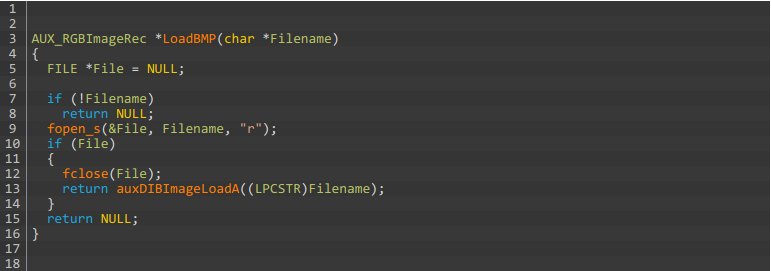 1
2
3 AUX_RGBImageRec *LoadBMP(char *Filename)
4 {
5   FILE *File = NULL;
6
7   if (!Filename)
8     return NULL;
9   fopen_s(&File, Filename, "r");
10   if (File)
11   {
12     fclose(File);
13     return auxDIBImageLoadA((LPCSTR)Filename);
14   }
15   return NULL;
16 }
17
18